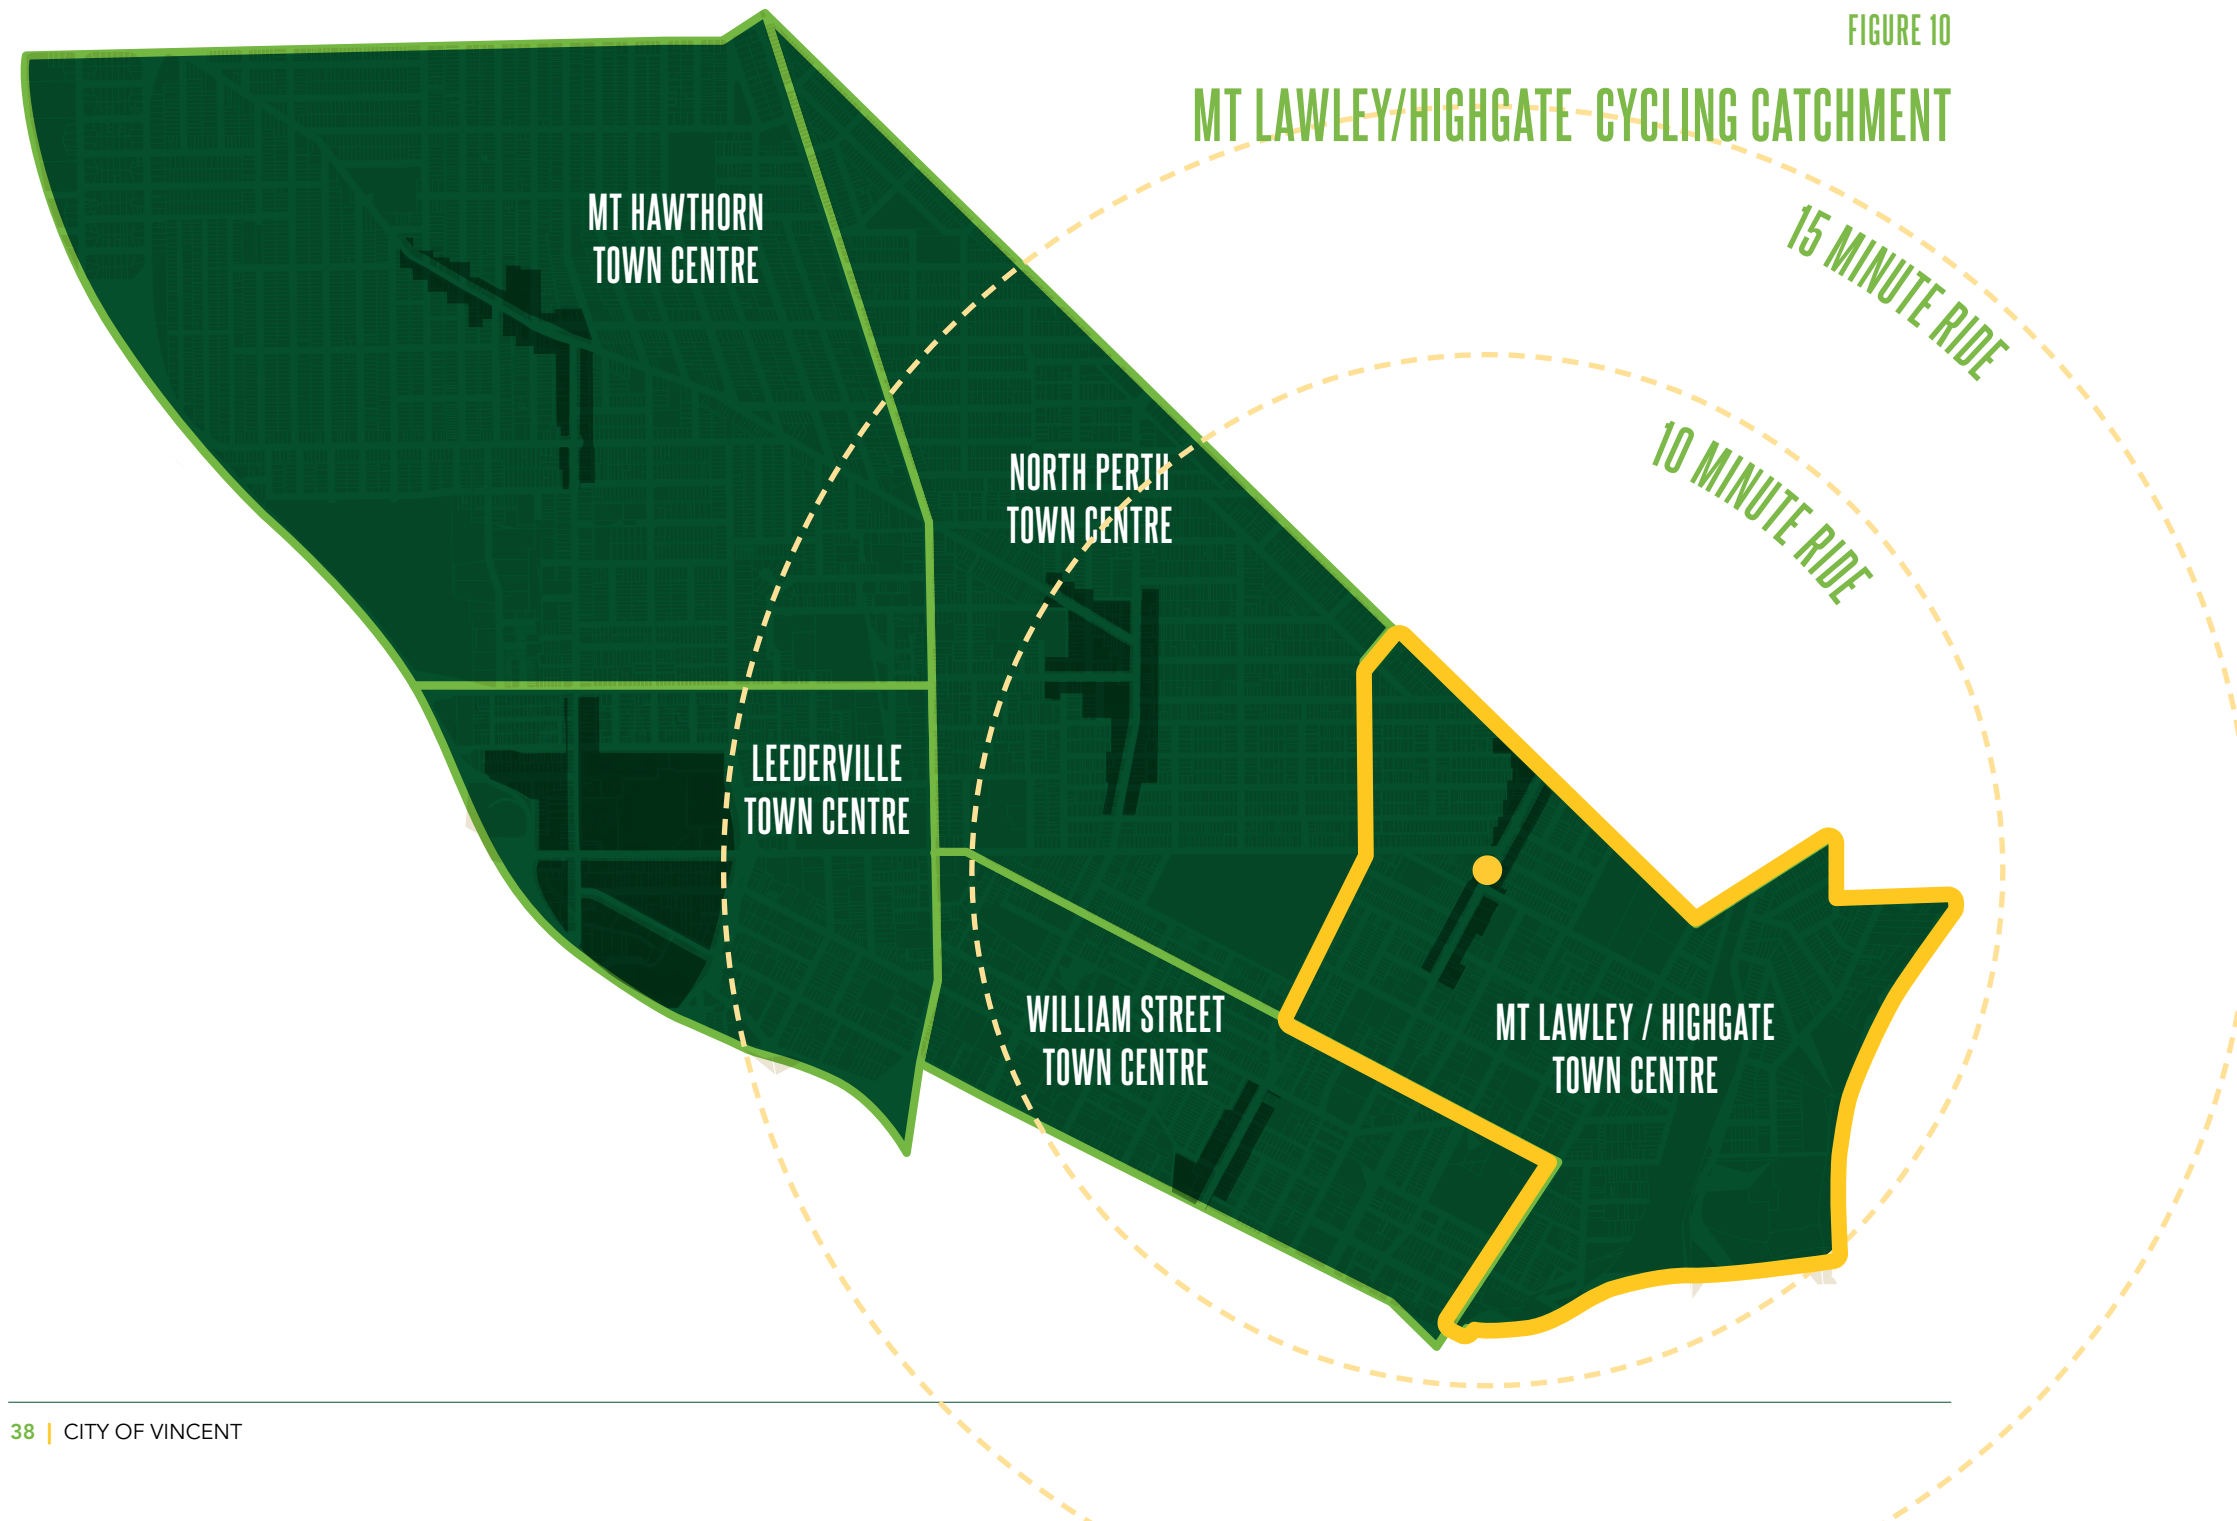 FIGURE 10
MT LAWLEY/HIGHGATE CYCLING CATCHMENT
15 MINUTE RIDE
10 MINUTE RIDE
MT HAWTHORN
TOWN CENTRE
NORTH PERTH
TOWN CENTRE
LEEDERVILLE
TOWN CENTRE
WILLIAM STREET
TOWN CENTRE
MT LAWLEY / HIGHGATE
TOWN CENTRE
38 | CITY OF VINCENT